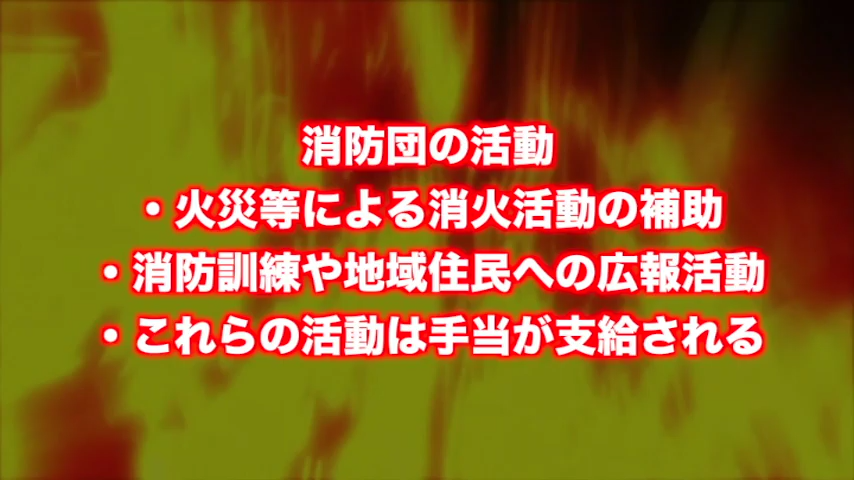 消防団の活動
・火災等による消火活動の補助
・消防訓練や地域住民への広報活動
・これらの活動は手当が支給される